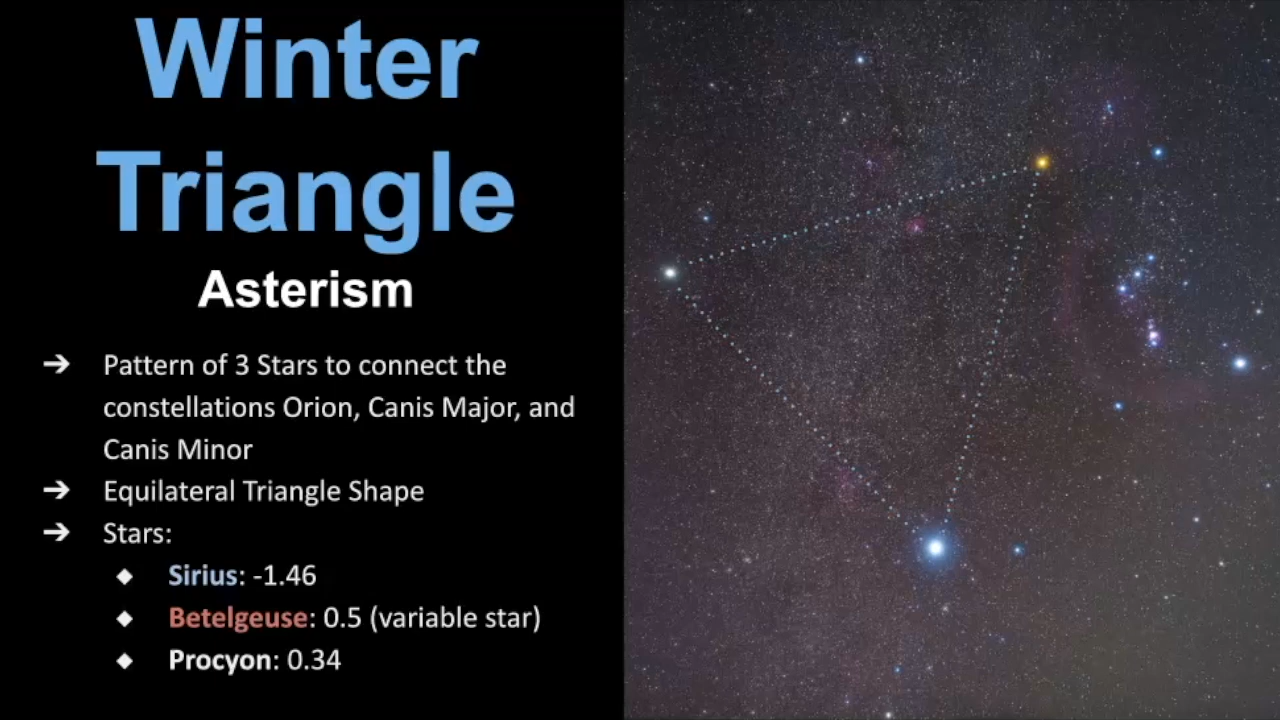 Winter
Triangle
Asterism
➔ Pattern of 3 Stars to connect the
constellations Orion, Canis Major, and
Canis Minor
➔ Equilateral Triangle Shape
➔ Stars:
◆ Sirius: -1.46
◆ Betelgeuse: 0.5 (variable star)
◆ Procyon: 0.34